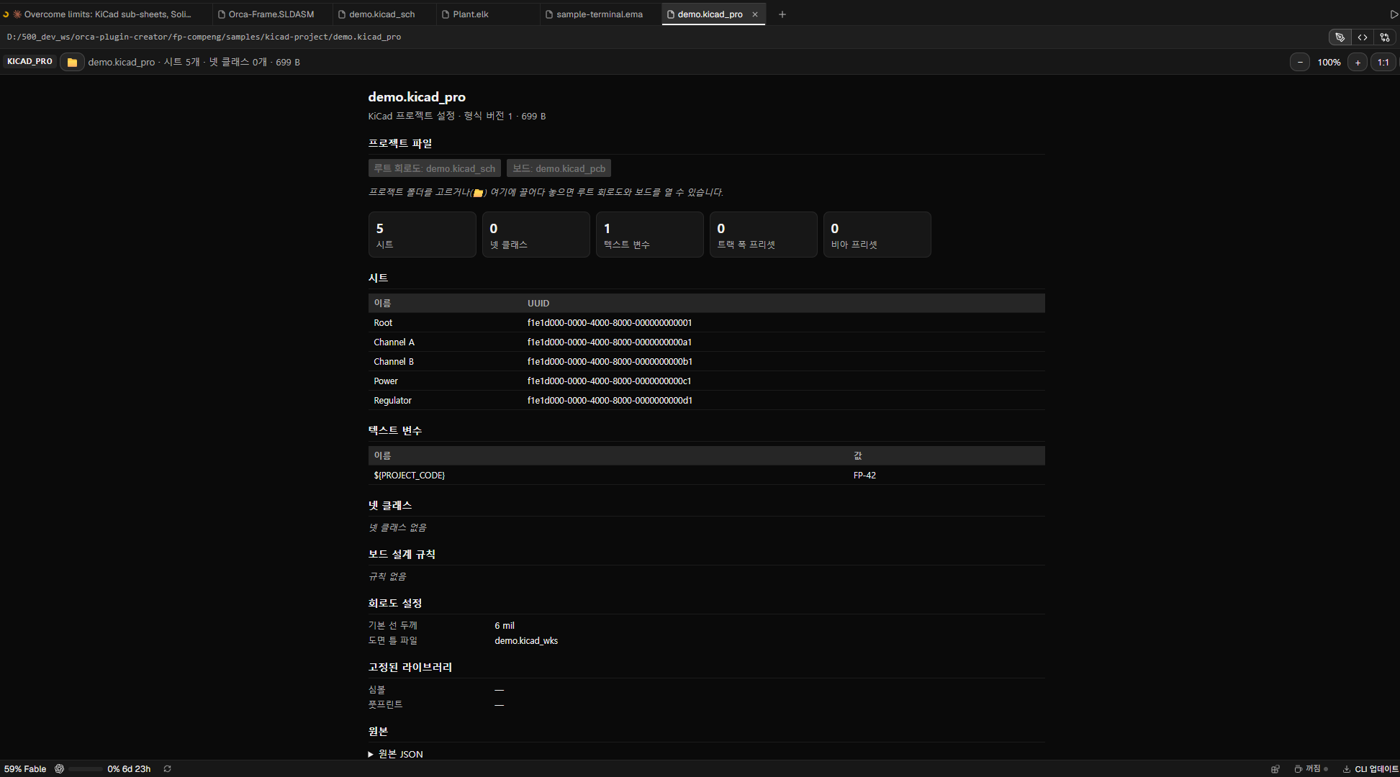 Overcome limits: KiCad sub-sheets, Soli... Orca-Frame.SLDASM demo.kicad_sch Plant.elk sample-terminal.ema demo.kicad_pro × +
D:/500_dev_ws/orca-plugin-creator/fp-compeng/samples/kicad-project/demo.kicad_pro
KICAD_PRO demo.kicad_pro · 시트 5개 · 넷 클래스 0개 · 699 B − 100% + 1:1
demo.kicad_pro
KiCad 프로젝트 설정 · 형식 버전 1 · 699 B
프로젝트 파일
루트 회로도: demo.kicad_sch 보드: demo.kicad_pcb
프로젝트 폴더를 고르거나(📁) 여기에 끌어다 놓으면 루트 회로도와 보드를 열 수 있습니다.
5 0 1 0 0
시트 넷 클래스 텍스트 변수 트랙 폭 프리셋 비아 프리셋
시트
이름 UUID
Root f1e1d000-0000-4000-8000-000000000001
Channel A f1e1d000-0000-4000-8000-0000000000a1
Channel B f1e1d000-0000-4000-8000-0000000000b1
Power f1e1d000-0000-4000-8000-0000000000c1
Regulator f1e1d000-0000-4000-8000-0000000000d1
텍스트 변수
이름 값
${PROJECT_CODE} FP-42
넷 클래스
넷 클래스 없음
보드 설계 규칙
규칙 없음
회로도 설정
기본 선 두께 6 mil
도면 틀 파일 demo.kicad_wks
고정된 라이브러리
심볼 —
풋프린트 —
원본
▶ 원본 JSON
59% Fable 0% 6d 23h 꺼짐 CLI 업데이트